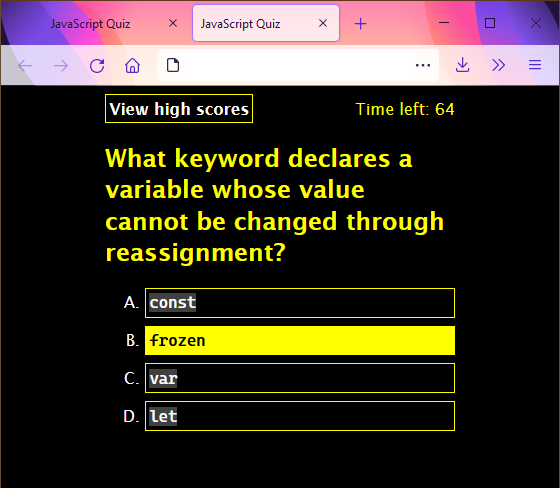 JavaScript Quiz
JavaScript Quiz
View high scores
Time left: 64
What keyword declares a
variable whose value
cannot be changed through
reassignment?
A. const
B. frozen
C. var
D. let